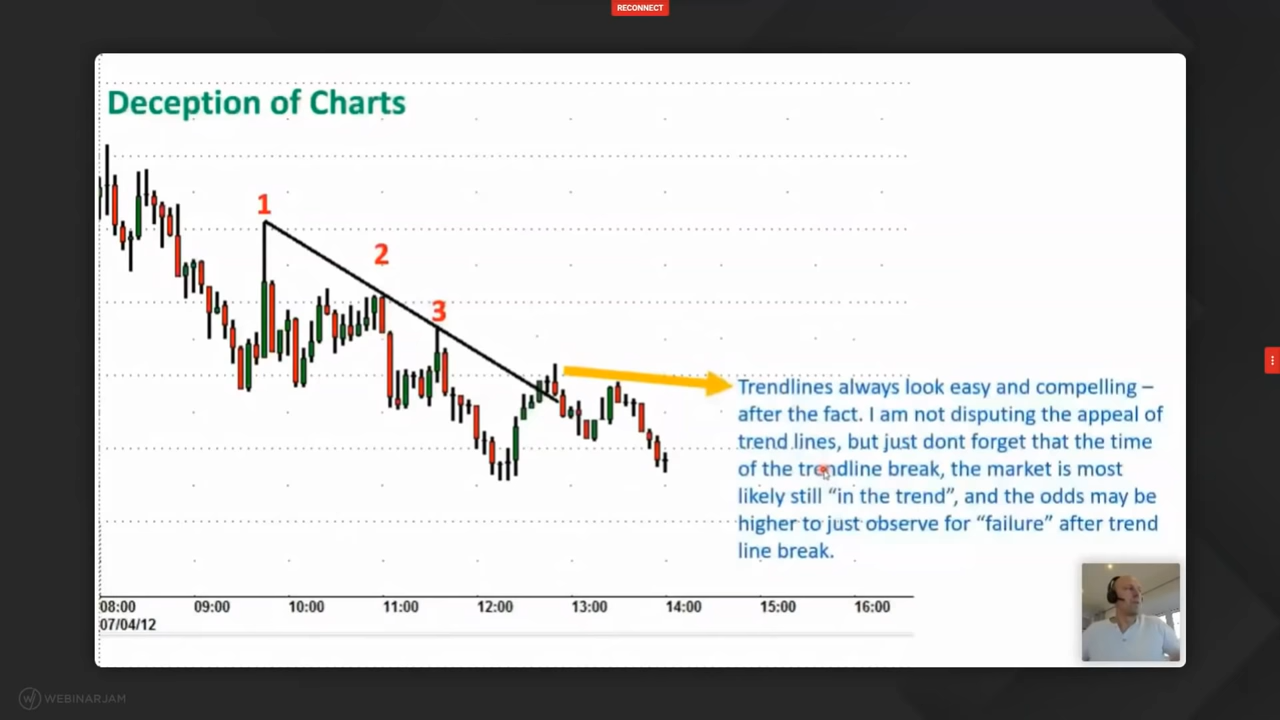 RECONNECT
Deception of Charts
1
2
3
Trendlines always look easy and compelling –
after the fact. I am not disputing the appeal of
trend lines, but just dont forget that the time
of the trendline break, the market is most
likely still “in the trend”, and the odds may be
higher to just observe for “failure” after trend
line break.
08:00 09:00 10:00 11:00 12:00 13:00 14:00 15:00 16:00
07/04/12
WEBINARJAM